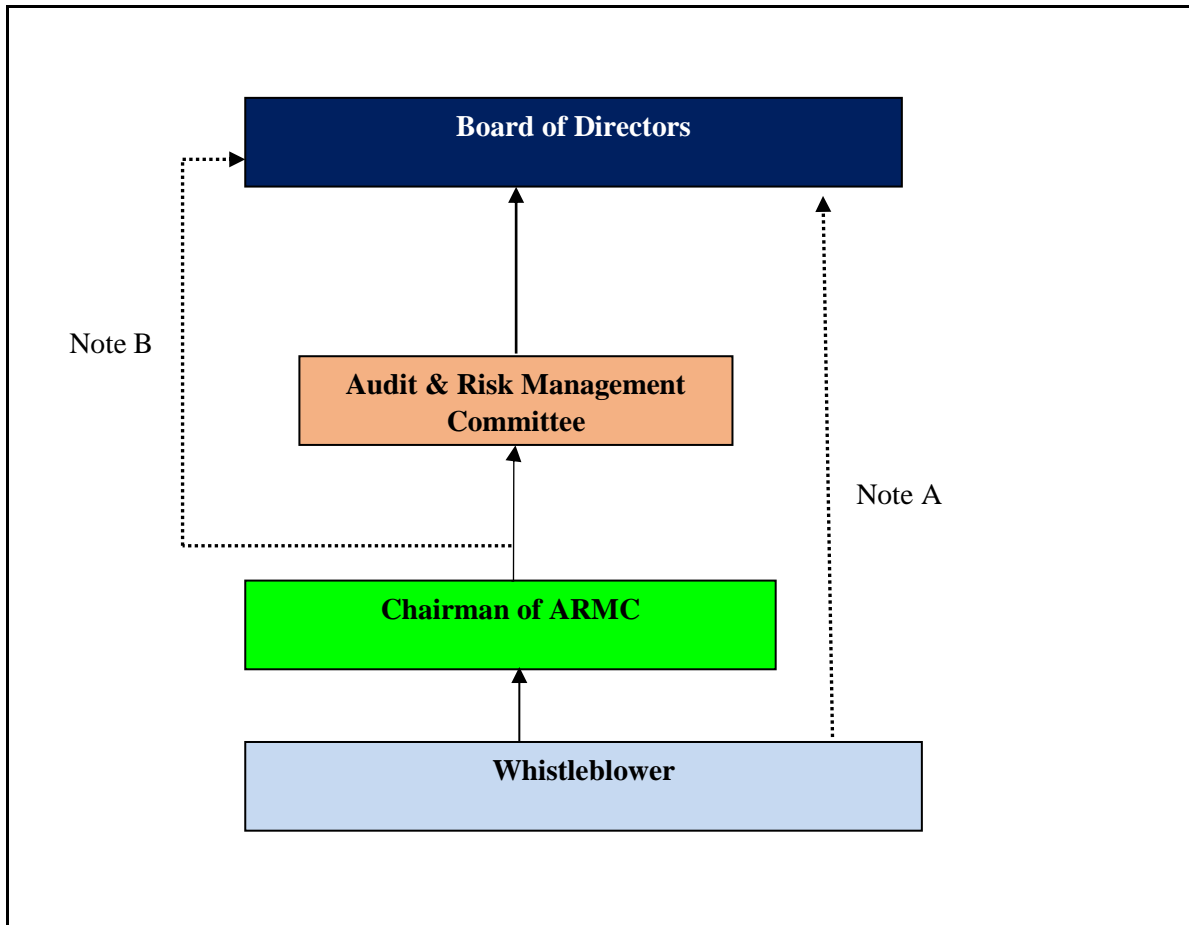 Board of Directors
Note B
Audit & Risk Management
Committee
Note A
Chairman of ARMC
Whistleblower